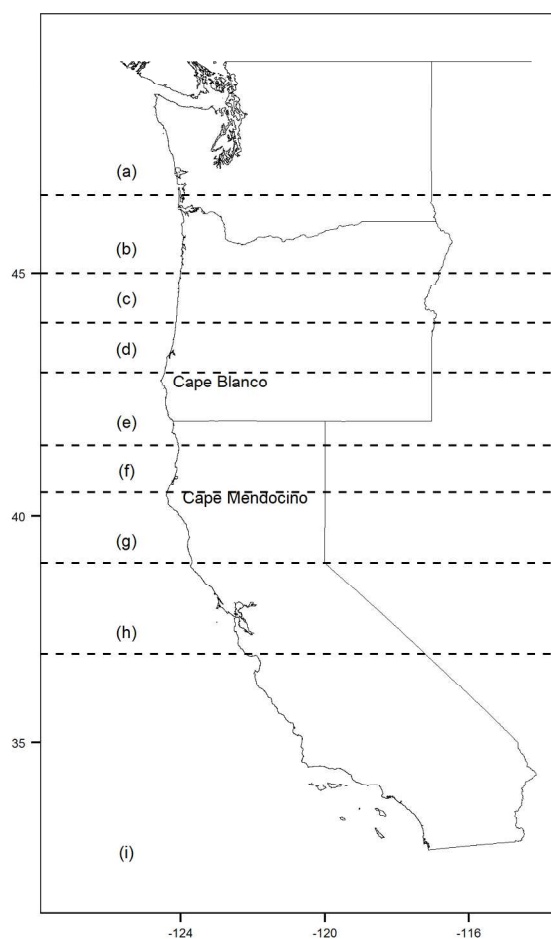 (a)
(b)
45
(c)
(d)
Cape Blanco
(e)
(f)
Cape Mendocino
40
(g)
(h)
35
(i)
-124 -120 -116